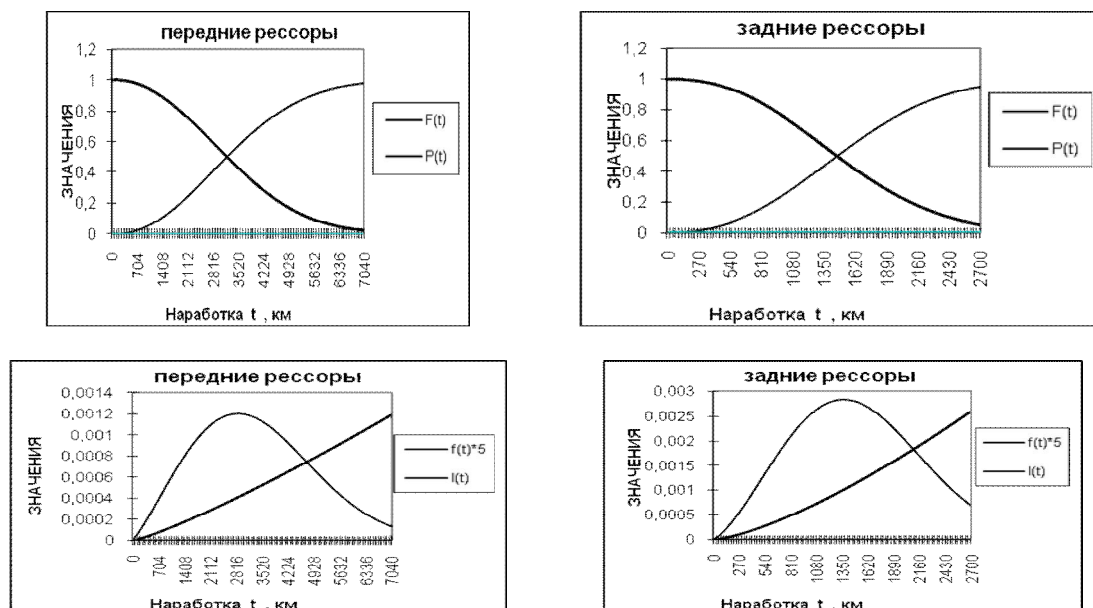 передние рессоры
1,2
1
0,8
0,6
0,4
0,2
0
ЗНАЧЕНИЯ
F(t)
P(t)
0 704 1408 2112 2816 3520 4224 4928 5632 6336 7040
Наработка t , км
задние рессоры
1,2
1
0,8
0,6
0,4
0,2
0
ЗНАЧЕНИЯ
F(t)
P(t)
0 270 540 810 1080 1350 1620 1890 2160 2430 2700
Наработка t , км
передние рессоры
0,0014
0,0012
0,001
0,0008
0,0006
0,0004
0,0002
0
ЗНАЧЕНИЯ
f(t)*5
l(t)
0 704 1408 2112 2816 3520 4224 4928 5632 6336 7040
Наработка t , км
задние рессоры
0,003
0,0025
0,002
0,0015
0,001
0,0005
0
ЗНАЧЕНИЯ
f(t)*5
l(t)
0 270 540 810 1080 1350 1620 1890 2160 2430 2700
Наработка t , км